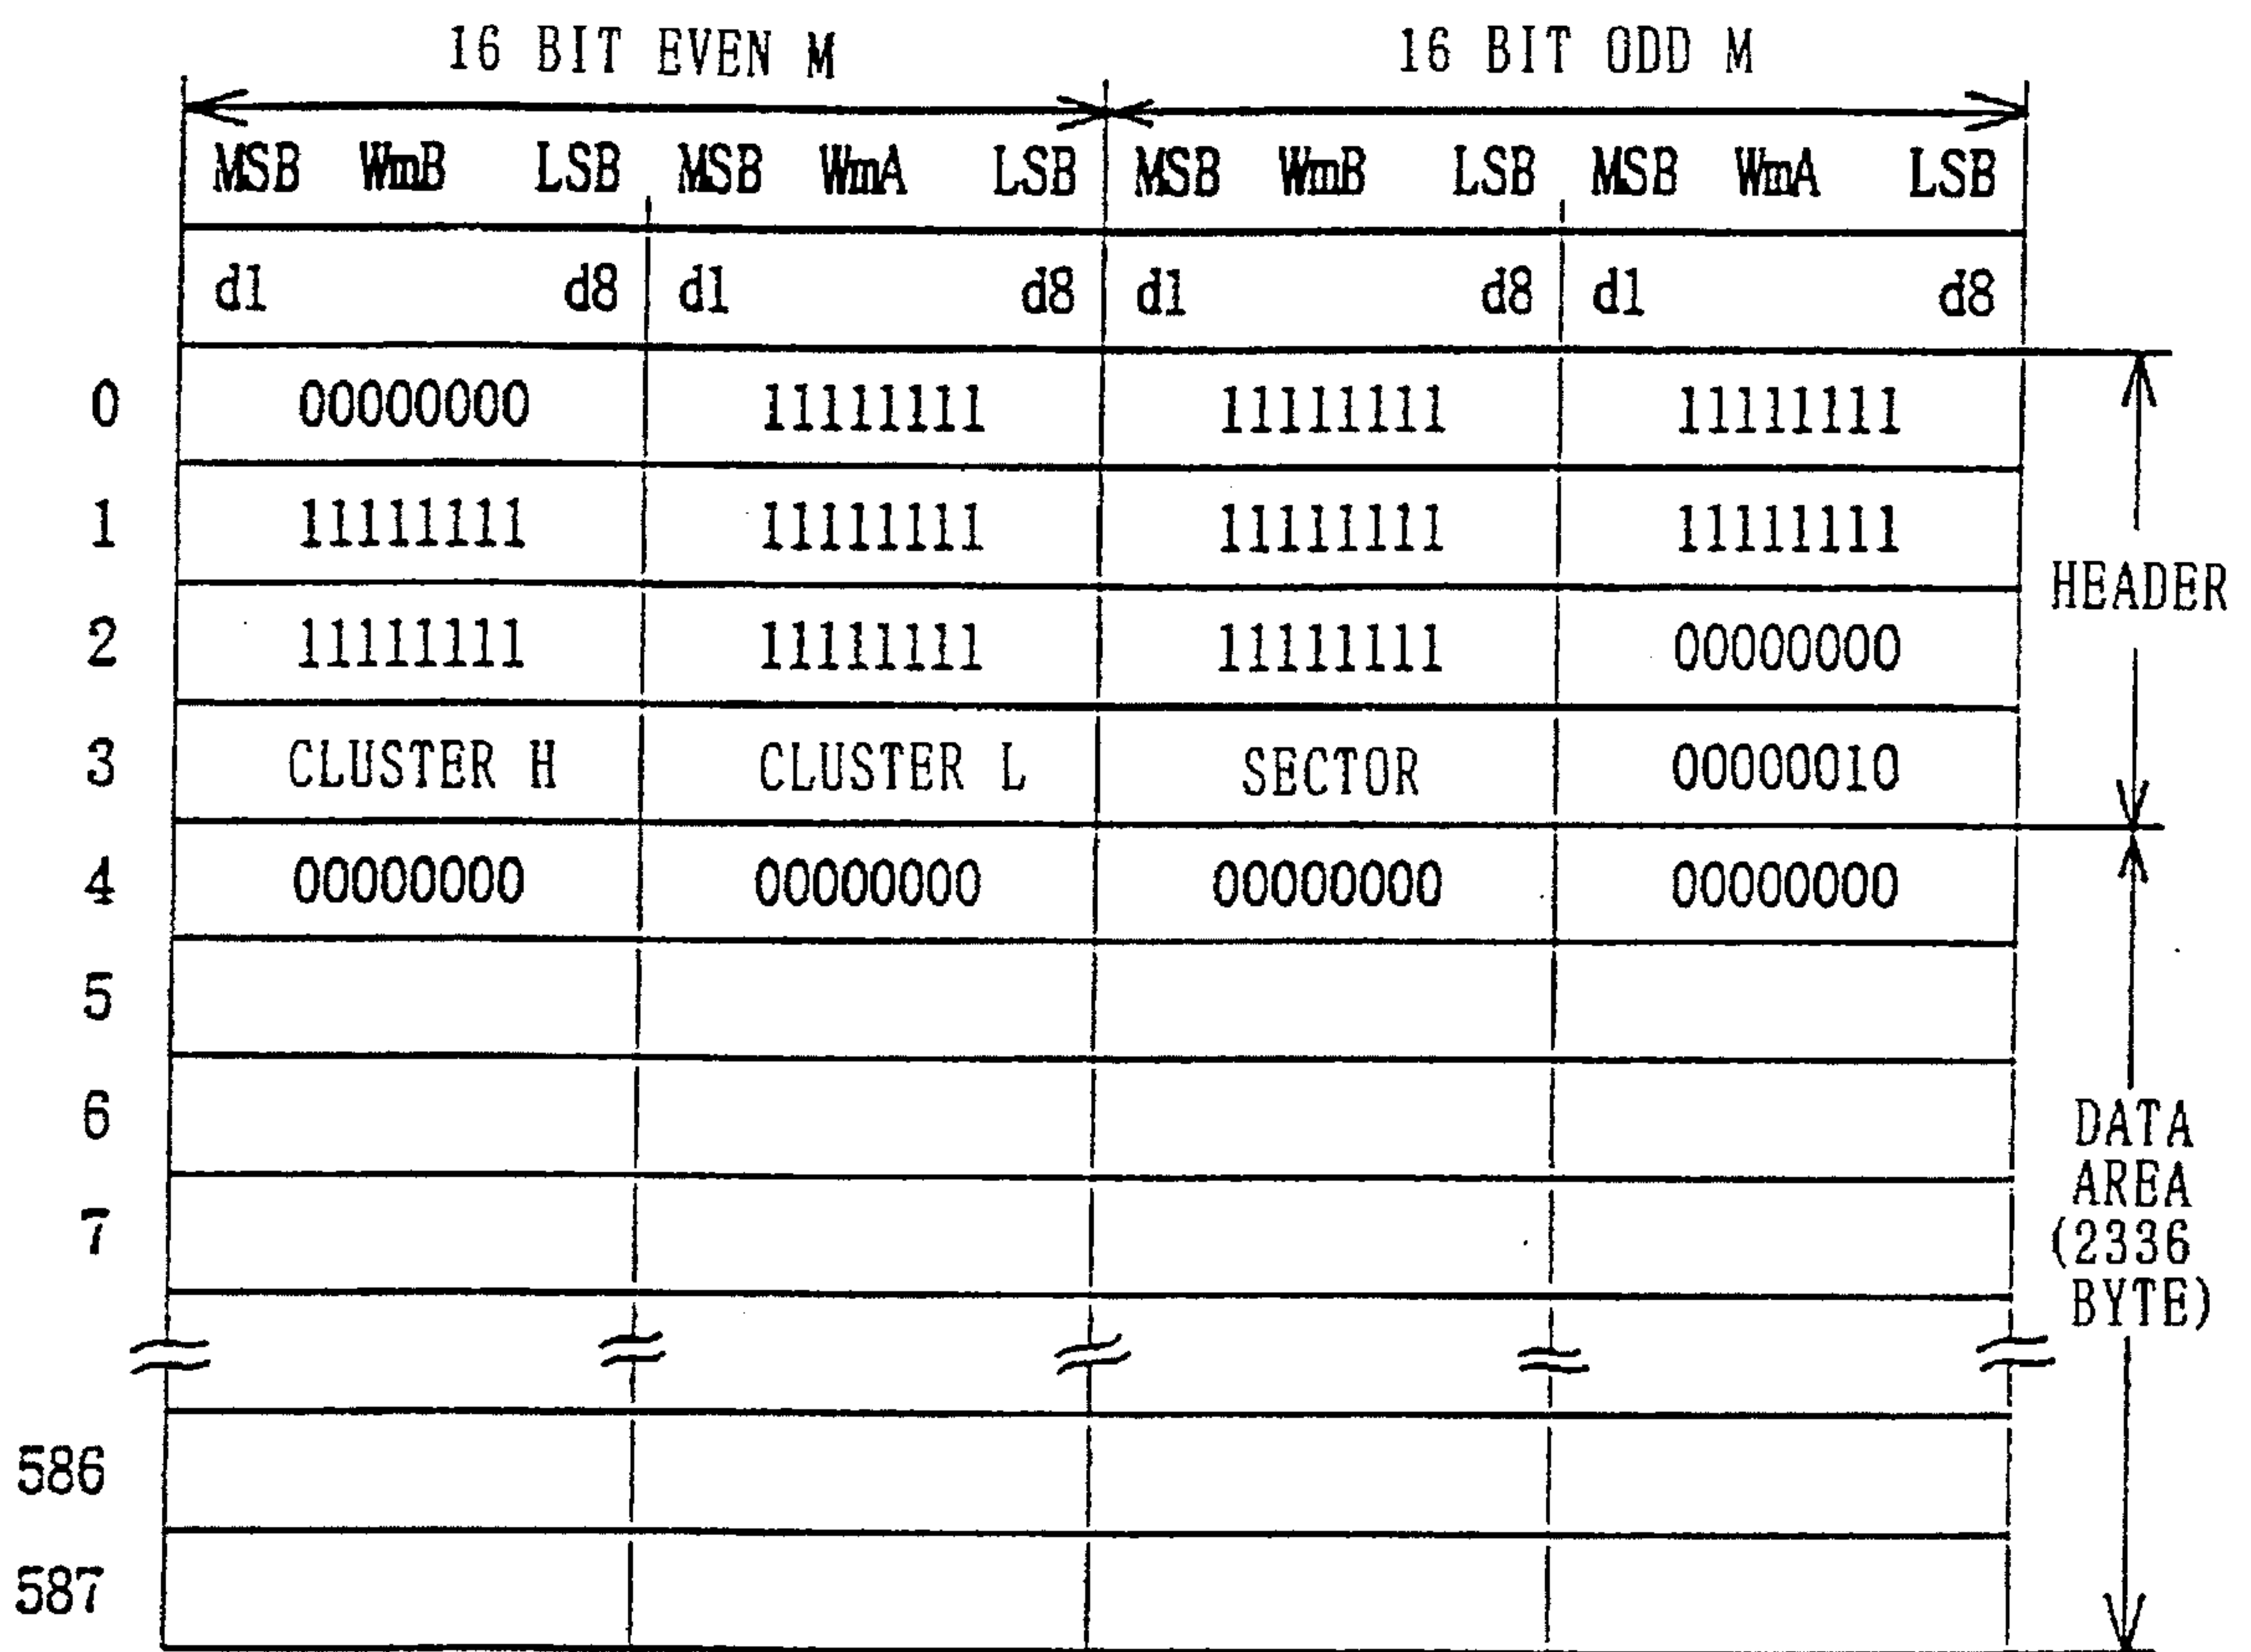 16 BIT EVEN M 16 BIT ODD M
MSB WmB LSB MSB WmA LSB MSB WmB LSB MSB WmA LSB
d1 d8 d1 d8 d1 d8 d1 d8
0 00000000 11111111 11111111 11111111
1 11111111 11111111 11111111 11111111
HEADER
2 11111111 11111111 11111111 00000000
3 CLUSTER H CLUSTER L SECTOR 00000010
4 00000000 00000000 00000000 00000000
5
6
DATA
AREA
7
(2336
BYTE)
586
587